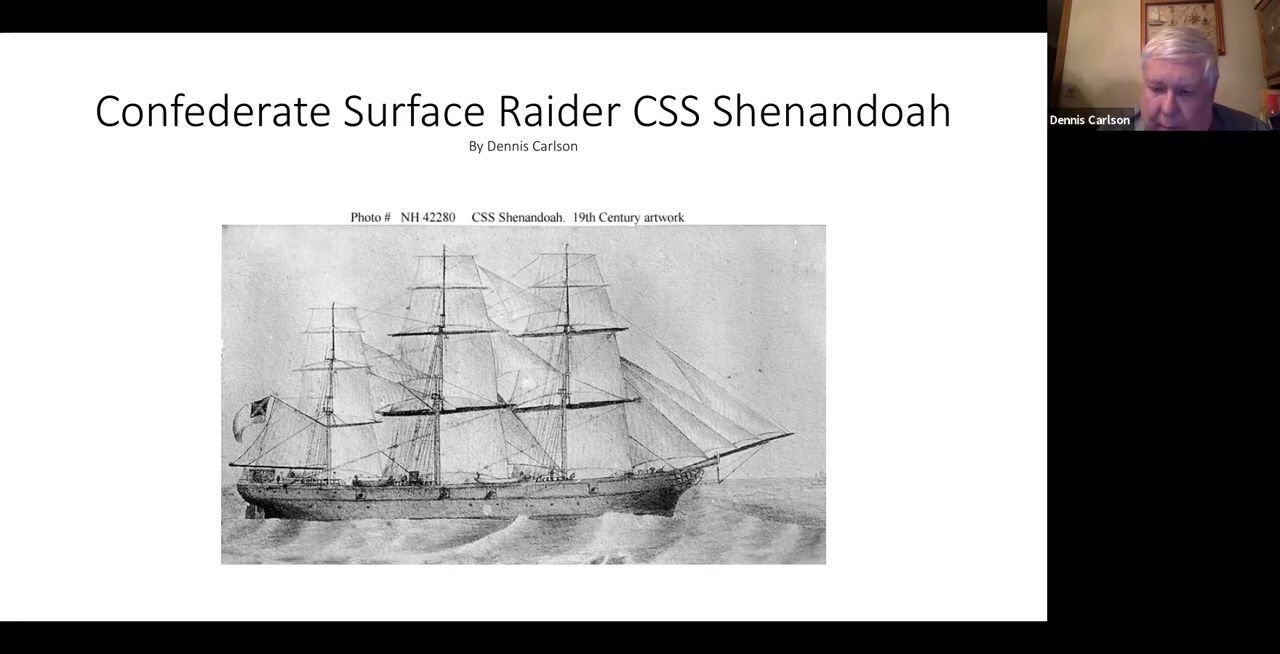 Confederate Surface Raider CSS Shenandoah
By Dennis Carlson
Photo # NH 42280 CSS Shenandoah. 19th Century artwork
Dennis Carlson